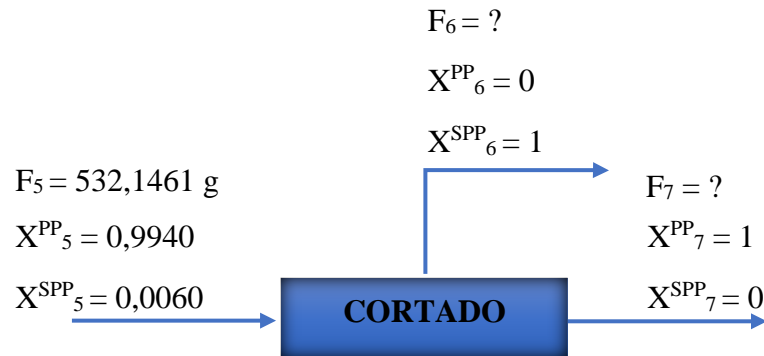 F₆ = ?
Xᴾᴾ₆ = 0
Xˢᴾᴾ₆ = 1
F₅ = 532,1461 g
Xᴾᴾ₅ = 0,9940
Xˢᴾᴾ₅ = 0,0060
F₇ = ?
Xᴾᴾ₇ = 1
Xˢᴾᴾ₇ = 0
CORTADO